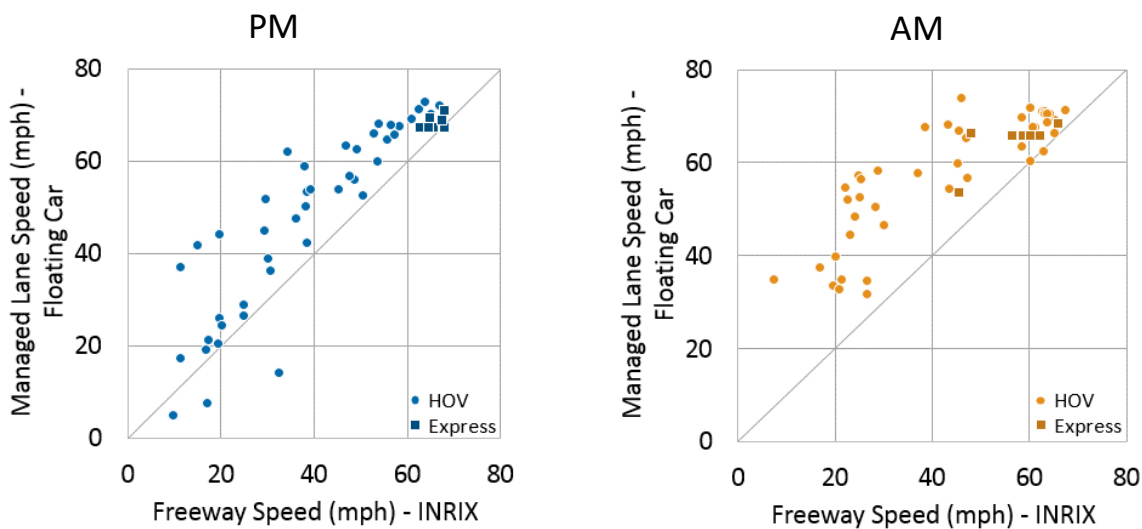 PM
Managed Lane Speed (mph) -
Floating Car
80
60
40
20
0
0 20 40 60 80
HOV
Express
Freeway Speed (mph) - INRIX
AM
Managed Lane Speed (mph) -
Floating Car
80
60
40
20
0
0 20 40 60 80
HOV
Express
Freeway Speed (mph) - INRIX